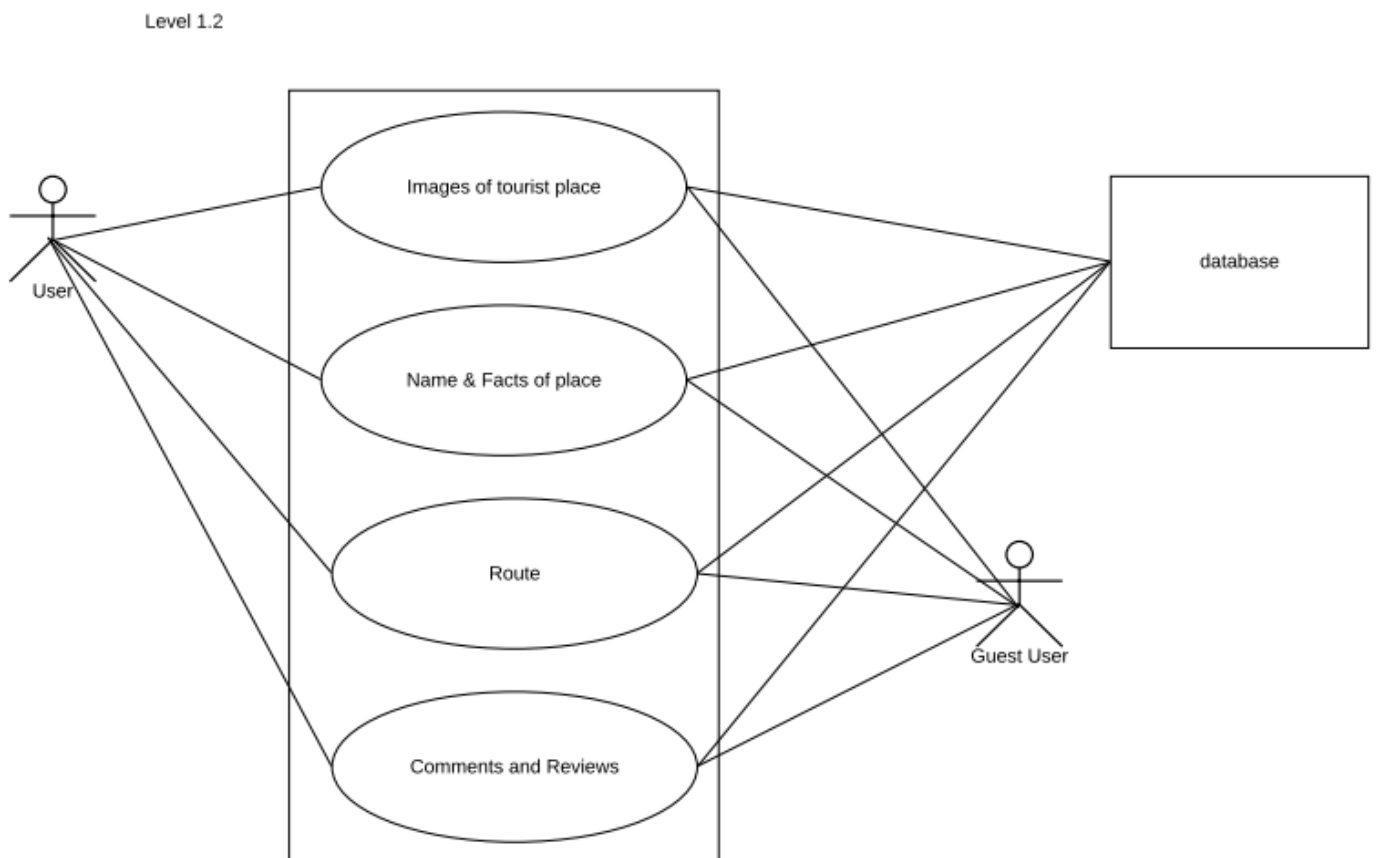 Level 1.2
Images of tourist place
database
User
Name & Facts of place
Route
Guest User
Comments and Reviews